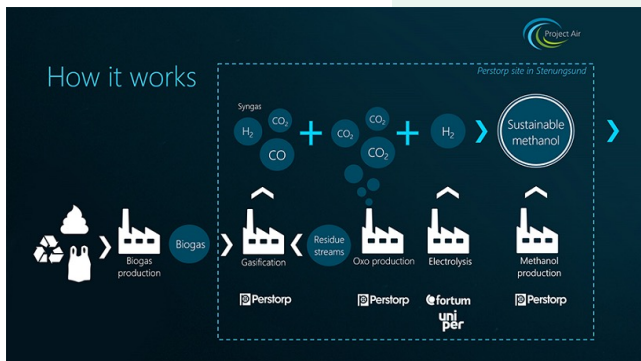 Project Air
How it works
Perstorp site in Stenungsund
Syngas
H₂
CO₂
CO
+
CO₂
CO₂
CO₂
+
H₂
Sustainable
methanol
Biogas
production
Biogas
Gasification
Residue
streams
Oxo production
Electrolysis
Methanol
production
Perstorp
Perstorp
fortum
uni
per
Perstorp